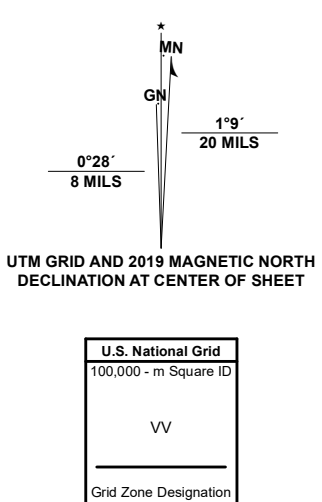 ★
MN
GN
1°9´
20 MILS
0°28´
8 MILS
UTM GRID AND 2019 MAGNETIC NORTH
DECLINATION AT CENTER OF SHEET
U.S. National Grid
100,000 - m Square ID
VV
Grid Zone Designation